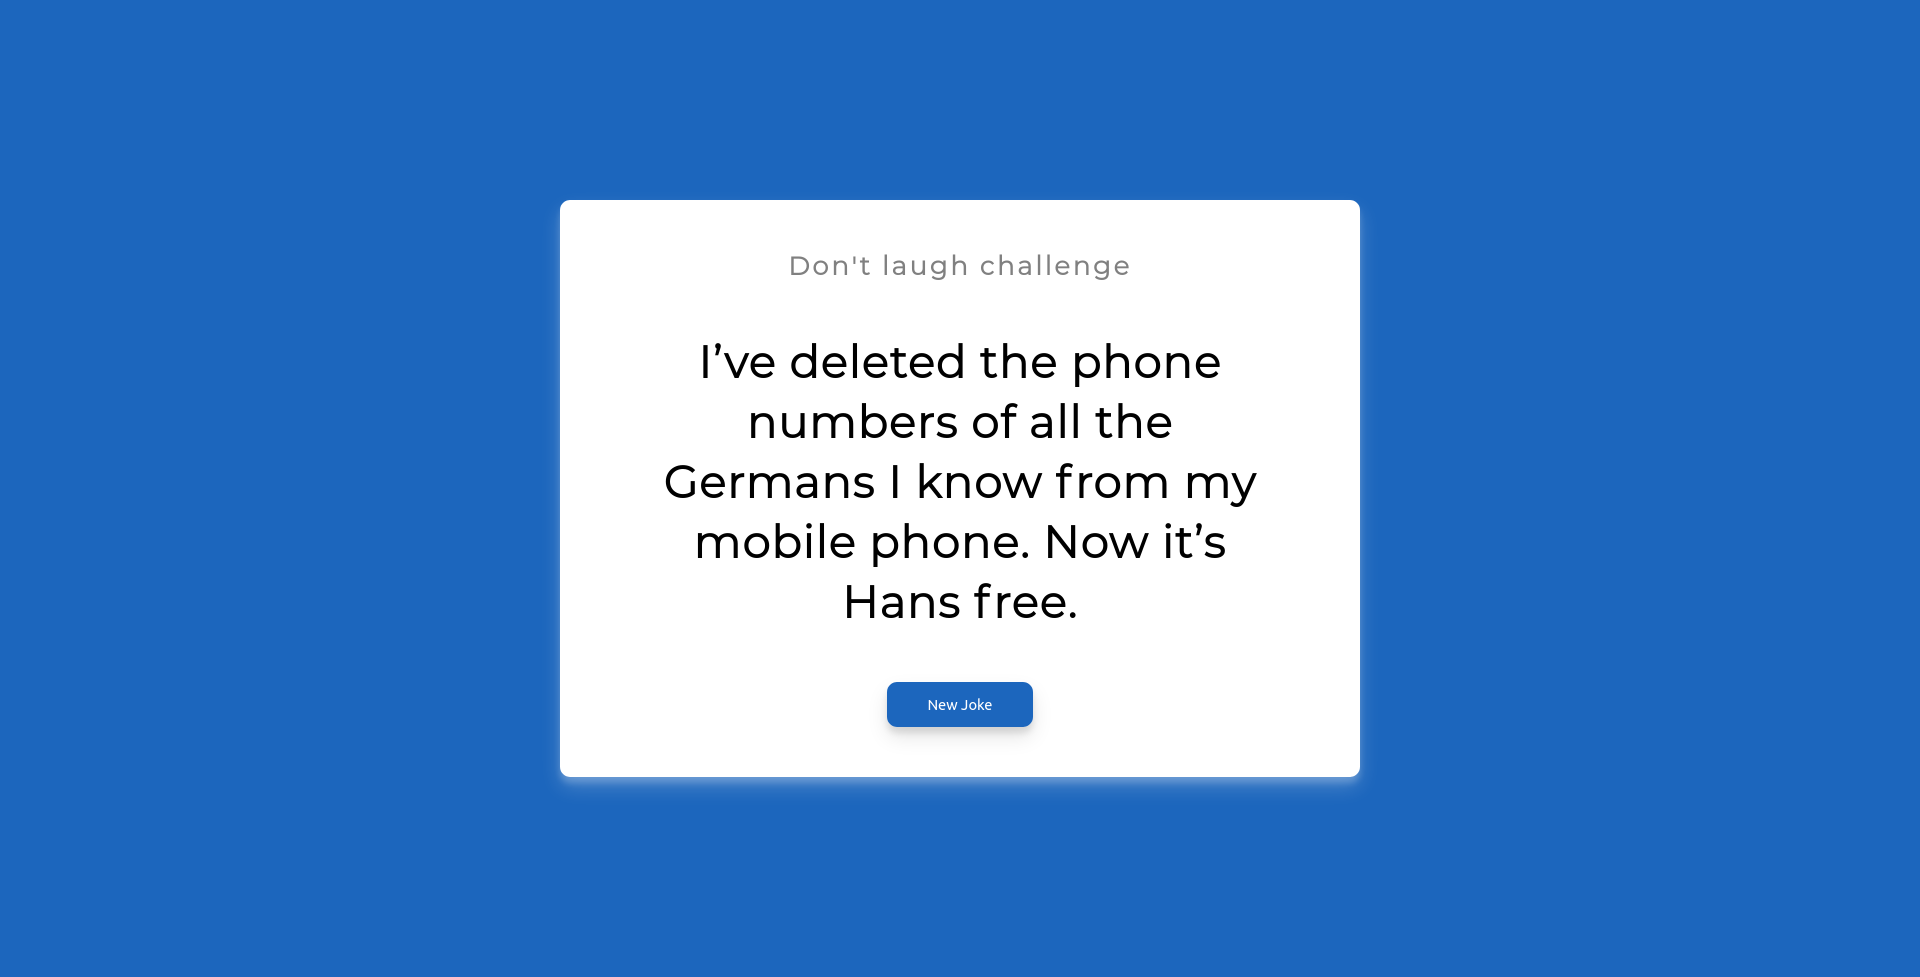 Don't laugh challenge
I’ve deleted the phone
numbers of all the
Germans I know from my
mobile phone. Now it’s
Hans free.
New Joke